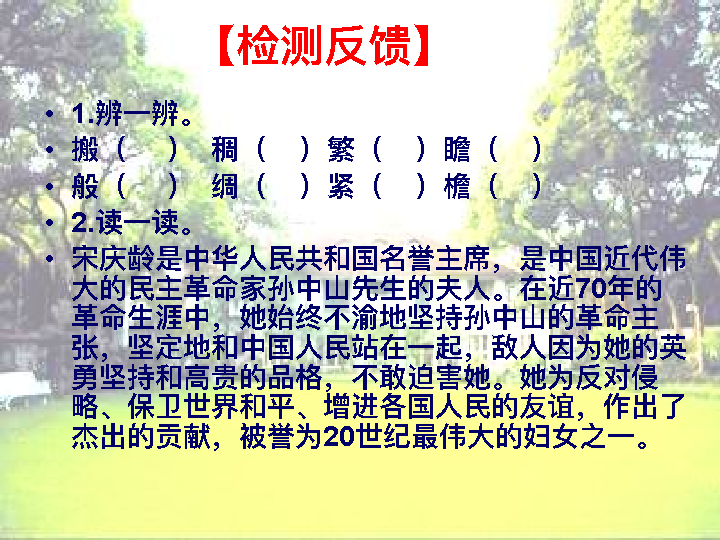 【检测反馈】
• 1.辨一辨。
• 搬（　） 稠（　）繁（　）瞻（　）
• 般（　） 绸（　）紧（　）檐（　）
• 2.读一读。
• 宋庆龄是中华人民共和国名誉主席，是中国近代伟
大的民主革命家孙中山先生的夫人。在近70年的
革命生涯中，她始终不渝地坚持孙中山的革命主
张，坚定地和中国人民站在一起，敌人因为她的英
勇坚持和高贵的品格，不敢迫害她。她为反对侵
略、保卫世界和平、增进各国人民的友谊，作出了
杰出的贡献，被誉为20世纪最伟大的妇女之一。